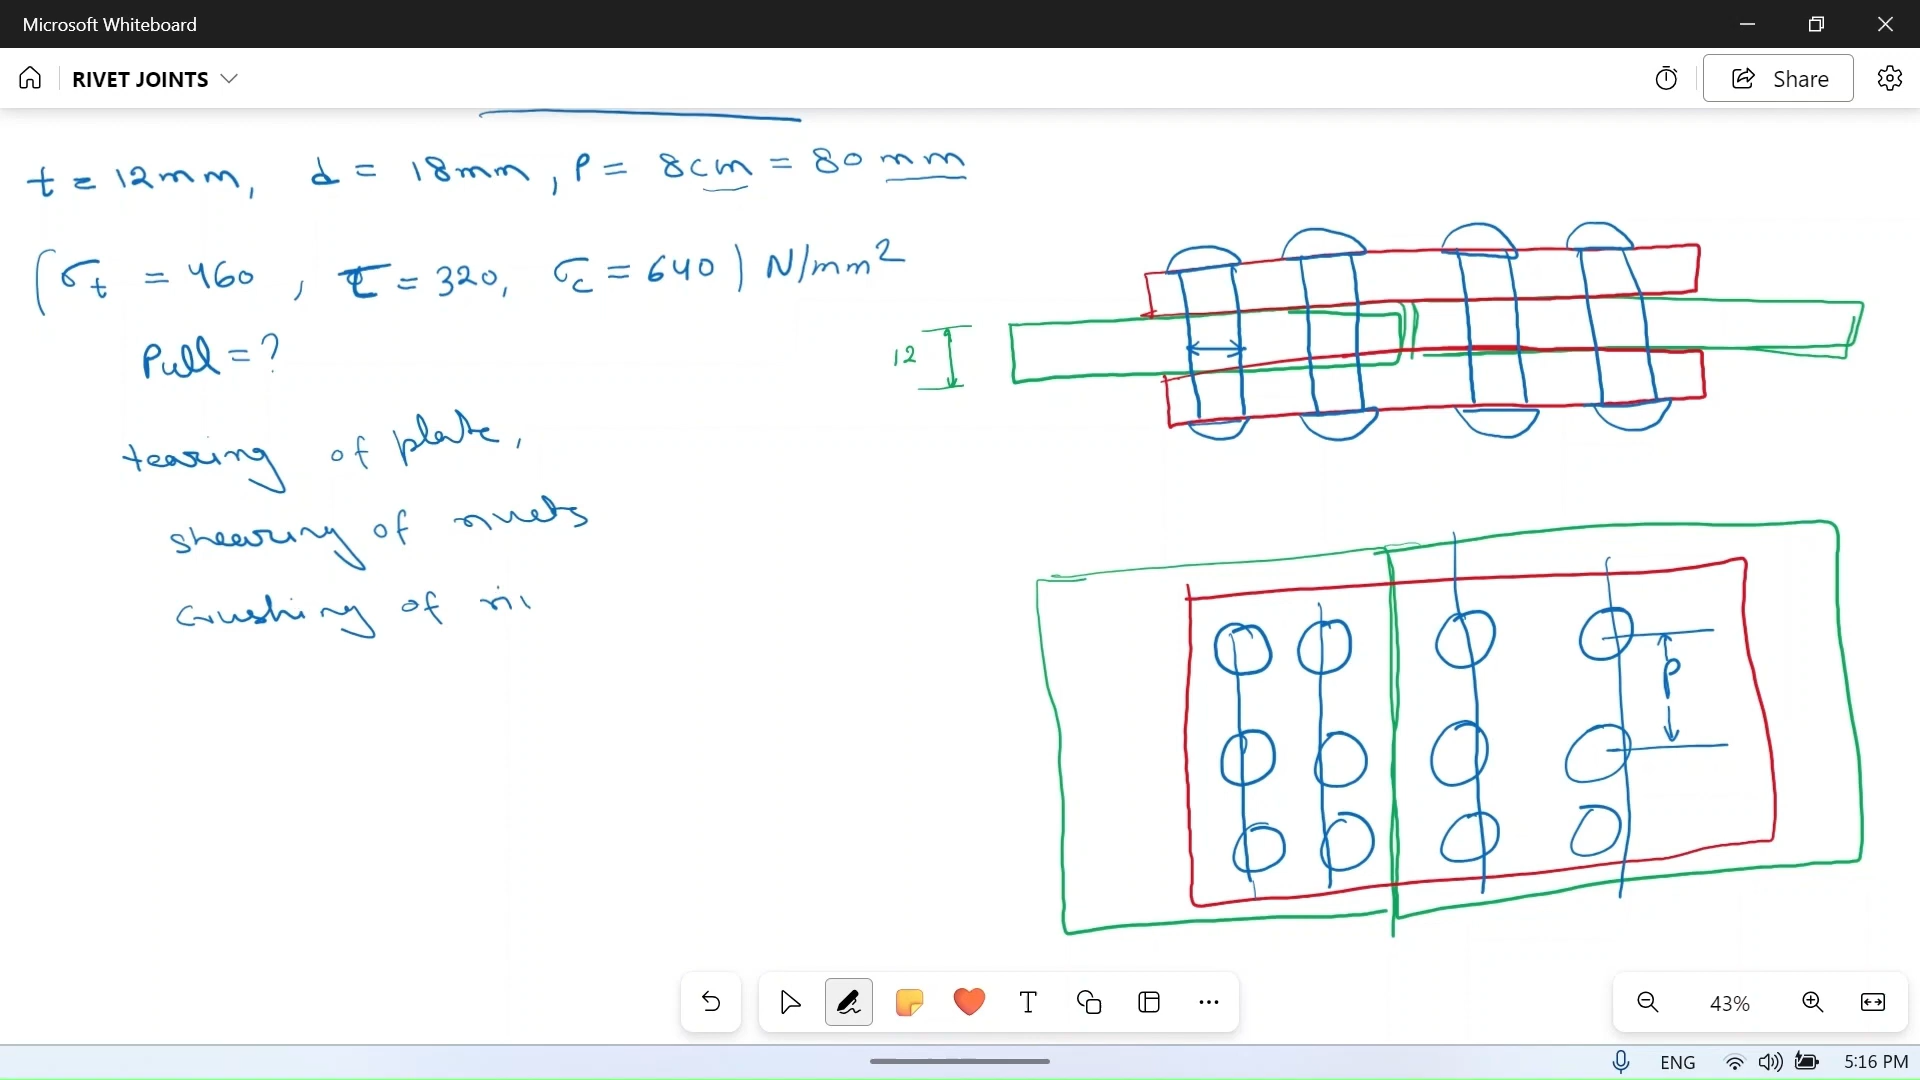 Microsoft Whiteboard
RIVET JOINTS
Share
t = 12mm, d = 18mm, P = 8cm = 80 mm
(σt = 460, τ = 320, σc = 640) N/mm²
Pull = ?
tearing of plate,
shearing of rivets
Crushing of riv
12
P
T
43%
ENG
5:16 PM